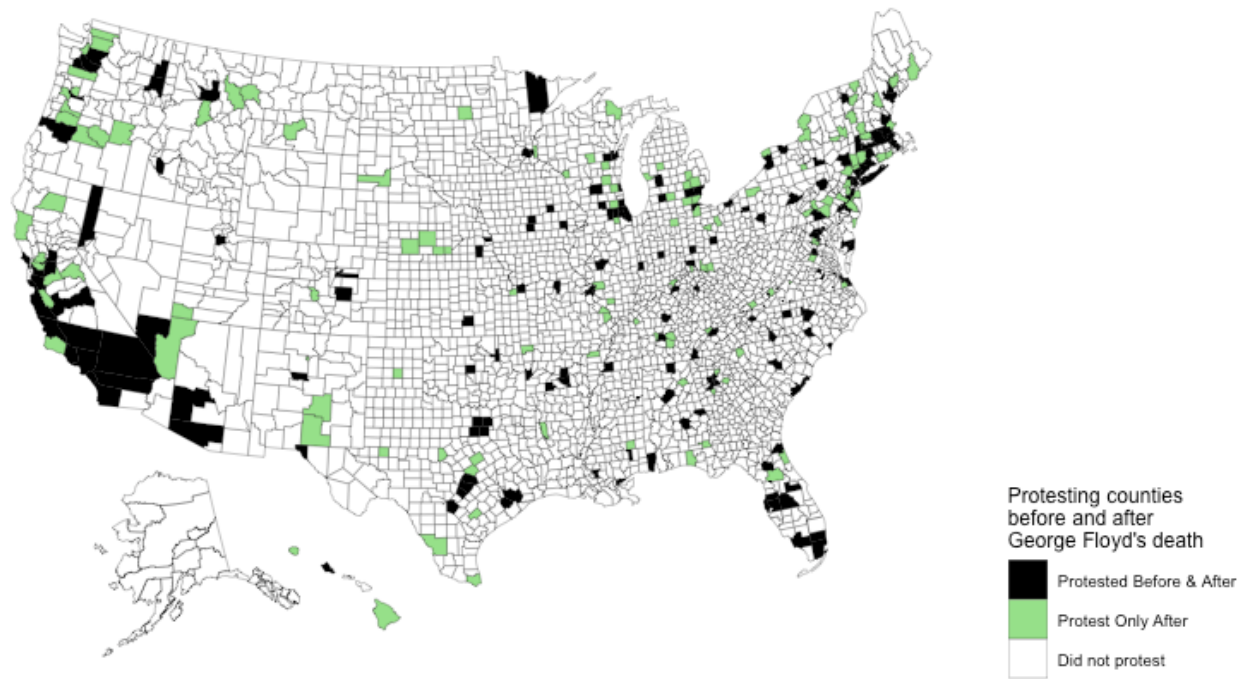 Protesting counties
before and after
George Floyd's death
Protested Before & After
Protest Only After
Did not protest